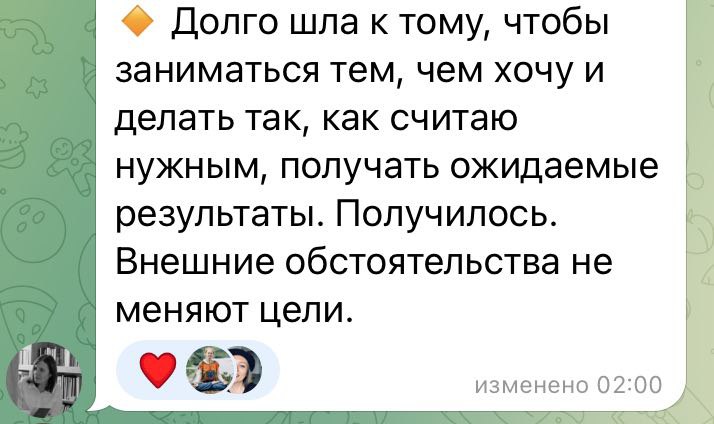 🔸 Долго шла к тому, чтобы
заниматься тем, чем хочу и
делать так, как считаю
нужным, получать ожидаемые
результаты. Получилось.
Внешние обстоятельства не
меняют цели.
изменено 02:00